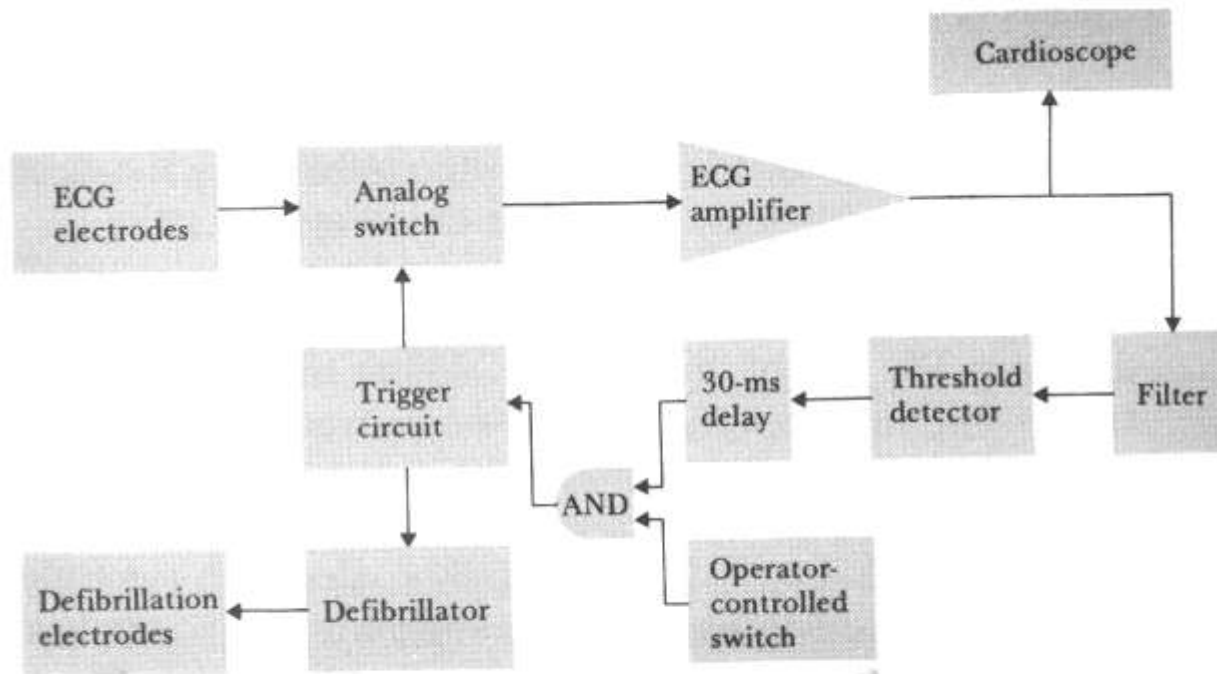 Cardioscope
ECG
electrodes
Analog
switch
ECG
amplifier
Trigger
circuit
30-ms
delay
Threshold
detector
Filter
AND
Defibrillation
electrodes
Defibrillator
Operator-
controlled
switch